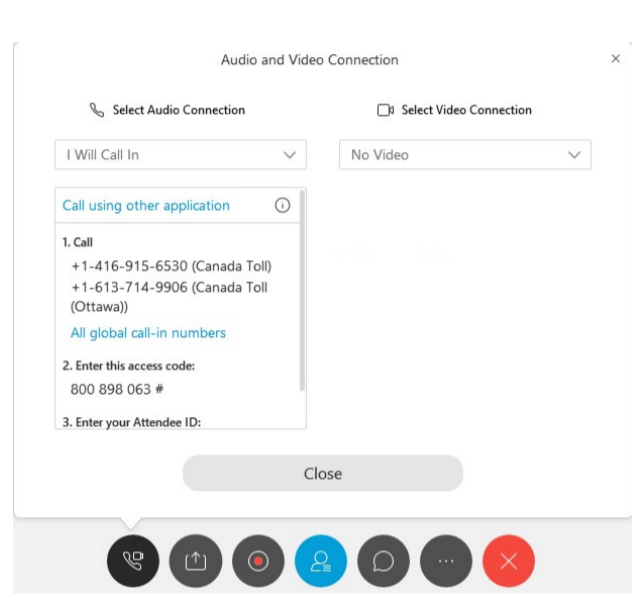 Audio and Video Connection
Select Audio Connection
Select Video Connection
I Will Call In
No Video
Call using other application
1. Call
+1-416-915-6530 (Canada Toll)
+1-613-714-9906 (Canada Toll
(Ottawa))
All global call-in numbers
2. Enter this access code:
800 898 063 #
3. Enter your Attendee ID:
Close